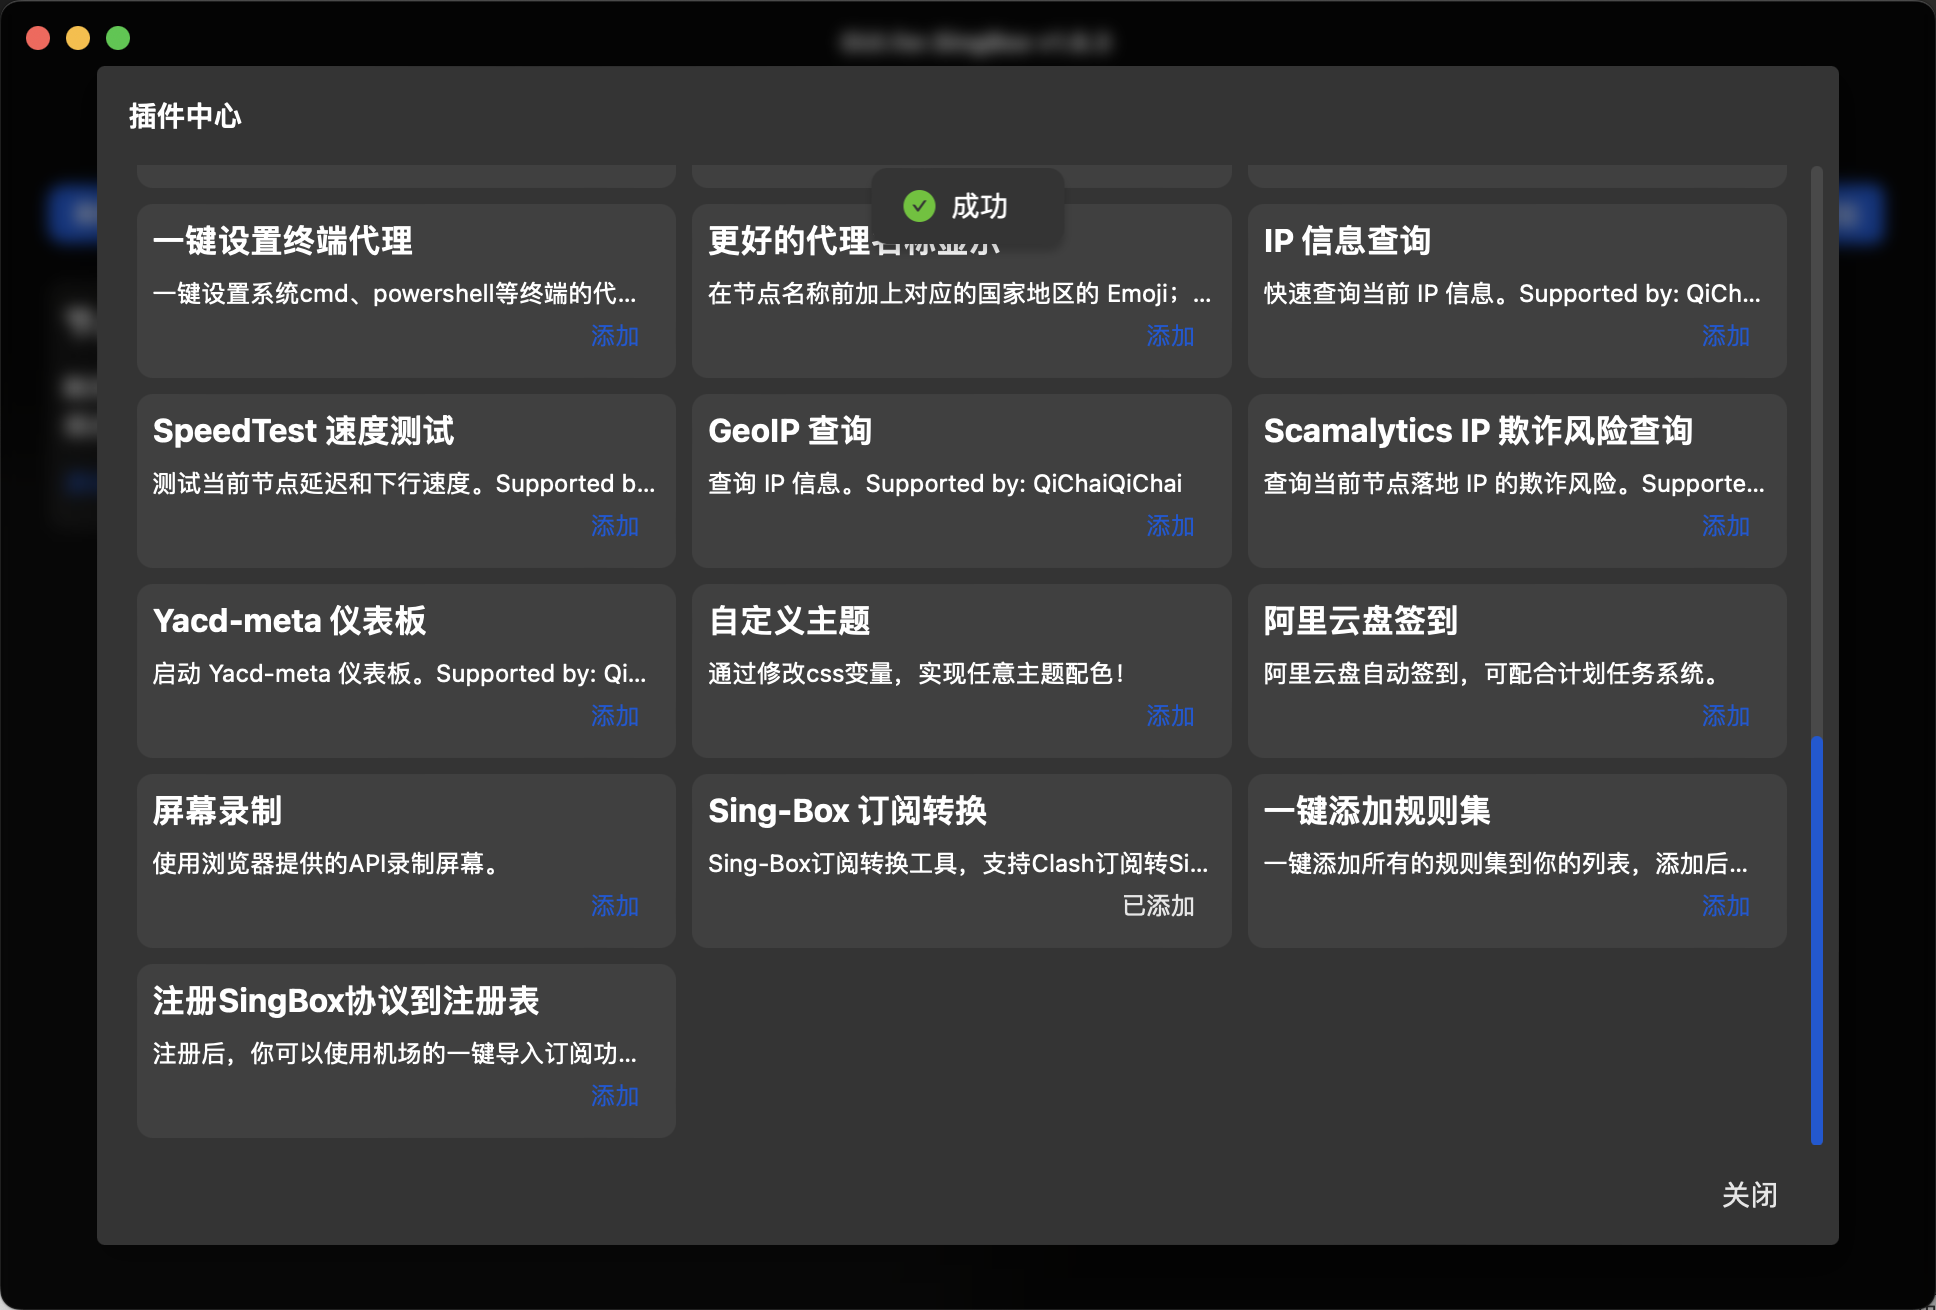 插件中心
成功
一键设置终端代理
一键设置系统cmd、powershell等终端的代...
添加
更好的代理名称显示
在节点名称前加上对应的国家地区的 Emoji；...
添加
IP 信息查询
快速查询当前 IP 信息。Supported by: QiCh...
添加
SpeedTest 速度测试
测试当前节点延迟和下行速度。Supported b...
添加
GeoIP 查询
查询 IP 信息。Supported by: QiChaiQiChai
添加
Scamalytics IP 欺诈风险查询
查询当前节点落地 IP 的欺诈风险。Supporte...
添加
Yacd-meta 仪表板
启动 Yacd-meta 仪表板。Supported by: Qi...
添加
自定义主题
通过修改css变量，实现任意主题配色！
添加
阿里云盘签到
阿里云盘自动签到，可配合计划任务系统。
添加
屏幕录制
使用浏览器提供的API录制屏幕。
添加
Sing-Box 订阅转换
Sing-Box订阅转换工具，支持Clash订阅转Si...
已添加
一键添加规则集
一键添加所有的规则集到你的列表，添加后...
添加
注册SingBox协议到注册表
注册后，你可以使用机场的一键导入订阅功...
添加
关闭